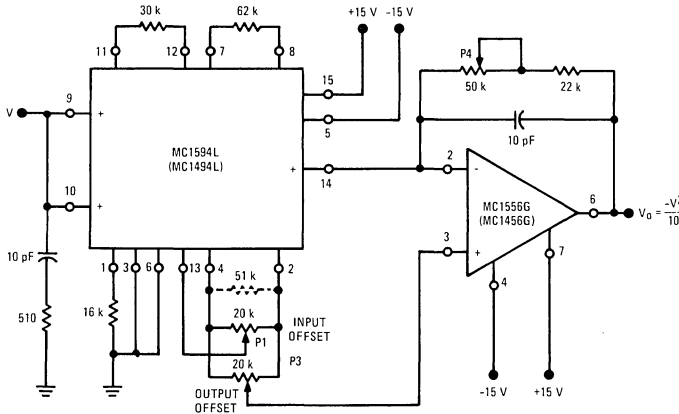 30 k
62 k
+15 V
-15 V
11
12
7
8
15
5
14
P4
50 k
22 k
10 pF
V
9
+
10
+
MC1594L
(MC1494L)
+
2
-
MC1556G
(MC1456G)
6
3
+
7
4
10 pF
510
1
3
6
13
4
2
16 k
51 k
20 k
INPUT
OFFSET
P1
P3
20 k
OUTPUT
OFFSET
-15 V
+15 V